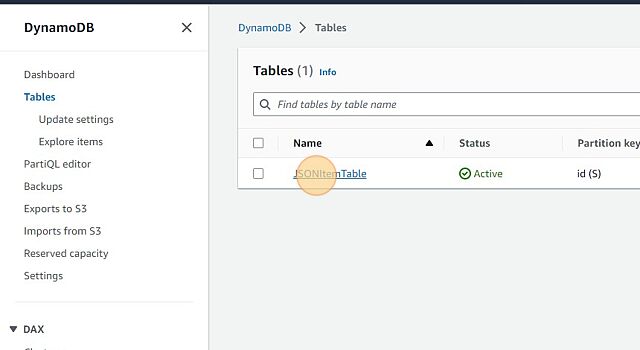 DynamoDB
Dashboard
Tables
Update settings
Explore items
PartiQL editor
Backups
Exports to S3
Imports from S3
Reserved capacity
Settings
DAX
DynamoDB > Tables
Tables (1) Info
Find tables by table name
Name Status Partition key
JSONItemTable Active id (S)